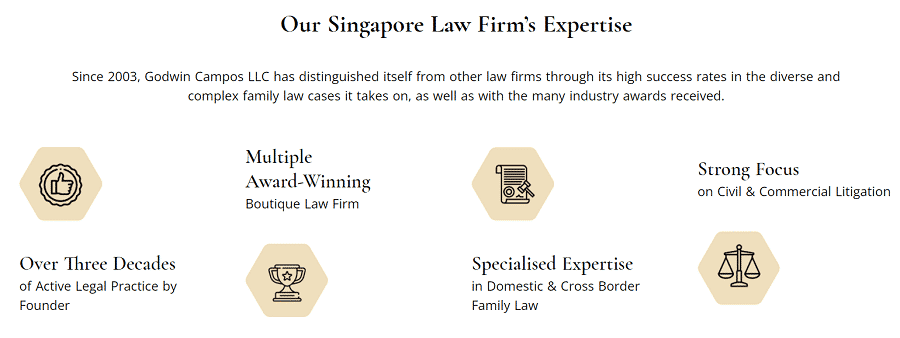 Our Singapore Law Firm's Expertise
Since 2003, Godwin Campos LLC has distinguished itself from other law firms through its high success rates in the diverse and
complex family law cases it takes on, as well as with the many industry awards received.
Over Three Decades
of Active Legal Practice by
Founder
Multiple
Award-Winning
Boutique Law Firm
Specialised Expertise
in Domestic & Cross Border
Family Law
Strong Focus
on Civil & Commercial Litigation